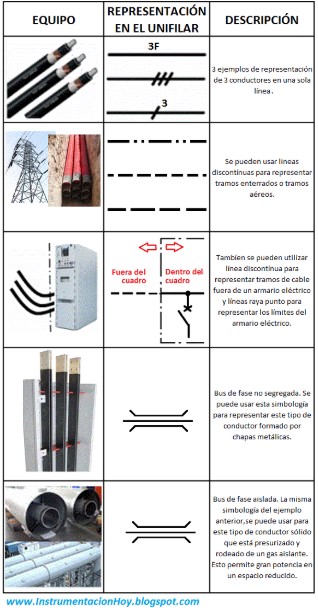 EQUIPO
REPRESENTACIÓN
EN EL UNIFILAR
DESCRIPCIÓN
3F
3
3 ejemplos de representación
de 3 conductores en una sola
línea.
Se pueden usar lineas
discontinuas para representar
tramos enterrados o tramos
aéreos.
Fuera del
cuadro
Dentro del
cuadro
Tambien se pueden utilizar
línea discontinua para
representar tramos de cable
fuera de un armario eléctrico
y líneas raya punto para
representar los límites del
armario eléctrico.
Bus de fase no segregada. Se
puede usar esta simbología
para representar este tipo de
conductor formado por
chapas metálicas.
Bus de fase aislada. La misma
simbología del ejemplo
anterior,se puede usar para
este tipo de conductor sólido
que está presurizado y
rodeado de un gas aislante.
Esto permite gran potencia en
un espacio reducido.
www.InstrumentacionHoy.blogspot.com